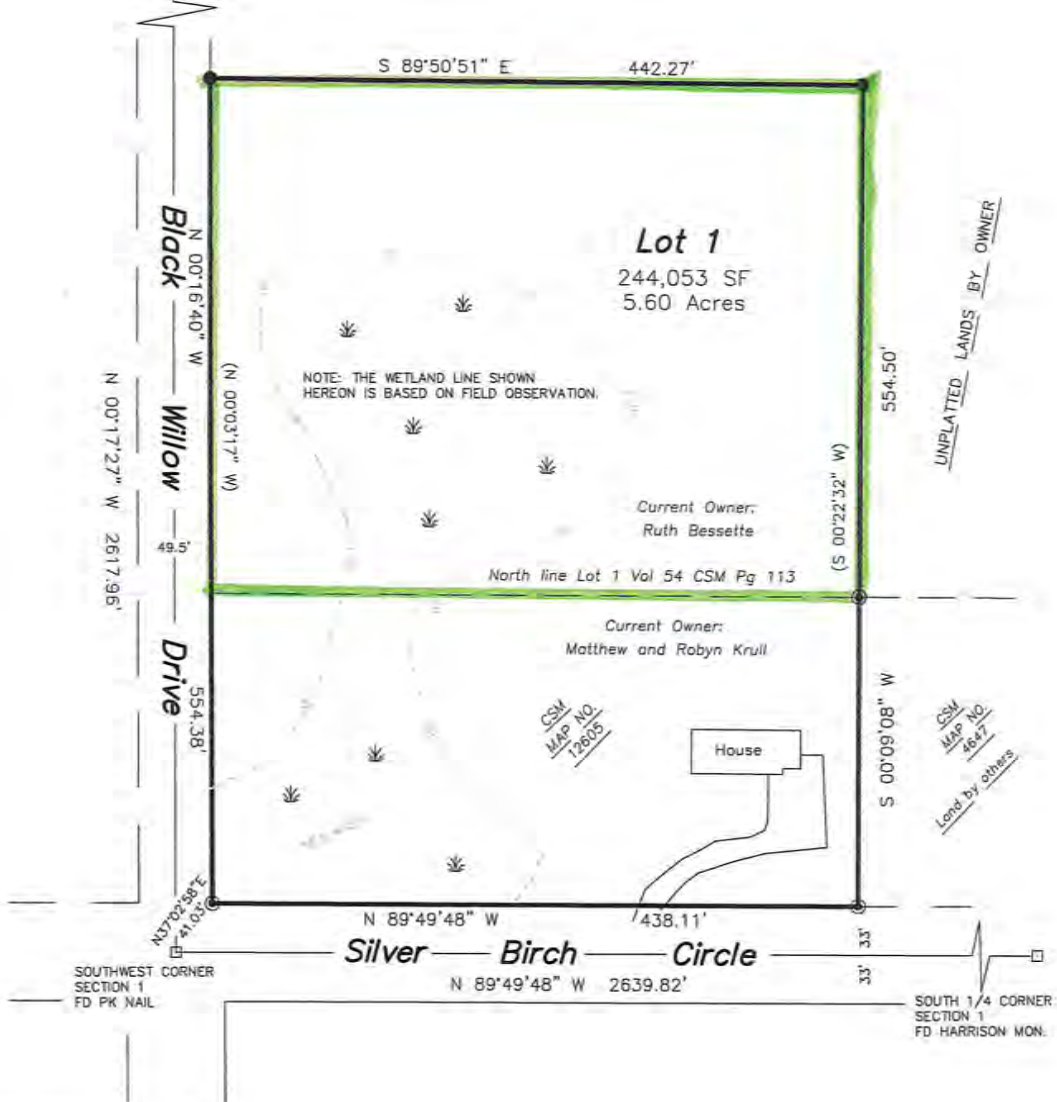 S 89°50'51" E 442.27'
Lot 1
244,053 SF
5.60 Acres
NOTE: THE WETLAND LINE SHOWN
HEREON IS BASED ON FIELD OBSERVATION.
Black Willow Drive
N 00°16'40" W
(N 00°03'17" W)
554.38'
N 00°17'27" W 2617.96'
49.5'
UNPLATTED LANDS BY OWNER
554.50'
(S 00°22'32" W)
Current Owner:
Ruth Bessette
North line Lot 1 Vol 54 CSM Pg 113
Current Owner:
Matthew and Robyn Krull
CSM
MAP NO.
12605
House
S 00°09'08" W
CSM
MAP NO.
4647
Land by others
N37°02'58"E
41.03'
N 89°49'48" W 438.11'
Silver Birch Circle
33'
33'
N 89°49'48" W 2639.82'
SOUTHWEST CORNER
SECTION 1
FD PK NAIL
SOUTH 1/4 CORNER
SECTION 1
FD HARRISON MON.